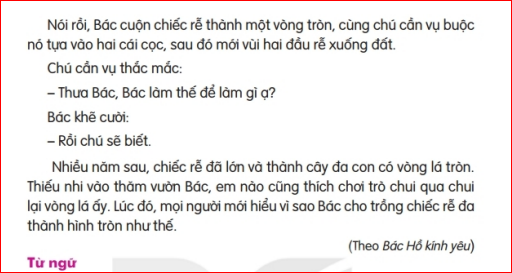 Nói rồi, Bác cuộn chiếc rễ thành một vòng tròn, cùng chú cần vụ buộc
nó tựa vào hai cái cọc, sau đó mới vùi hai đầu rễ xuống đất.
Chú cần vụ thắc mắc:
– Thưa Bác, Bác làm thế để làm gì ạ?
Bác khẽ cười:
– Rồi chú sẽ biết.
Nhiều năm sau, chiếc rễ đã lớn và thành cây đa con có vòng lá tròn.
Thiếu nhi vào thăm vườn Bác, em nào cũng thích chơi trò chui qua chui
lại vòng lá ấy. Lúc đó, mọi người mới hiểu vì sao Bác cho trồng chiếc rễ đa
thành hình tròn như thế.
(Theo Bác Hồ kính yêu)
Từ ngữ